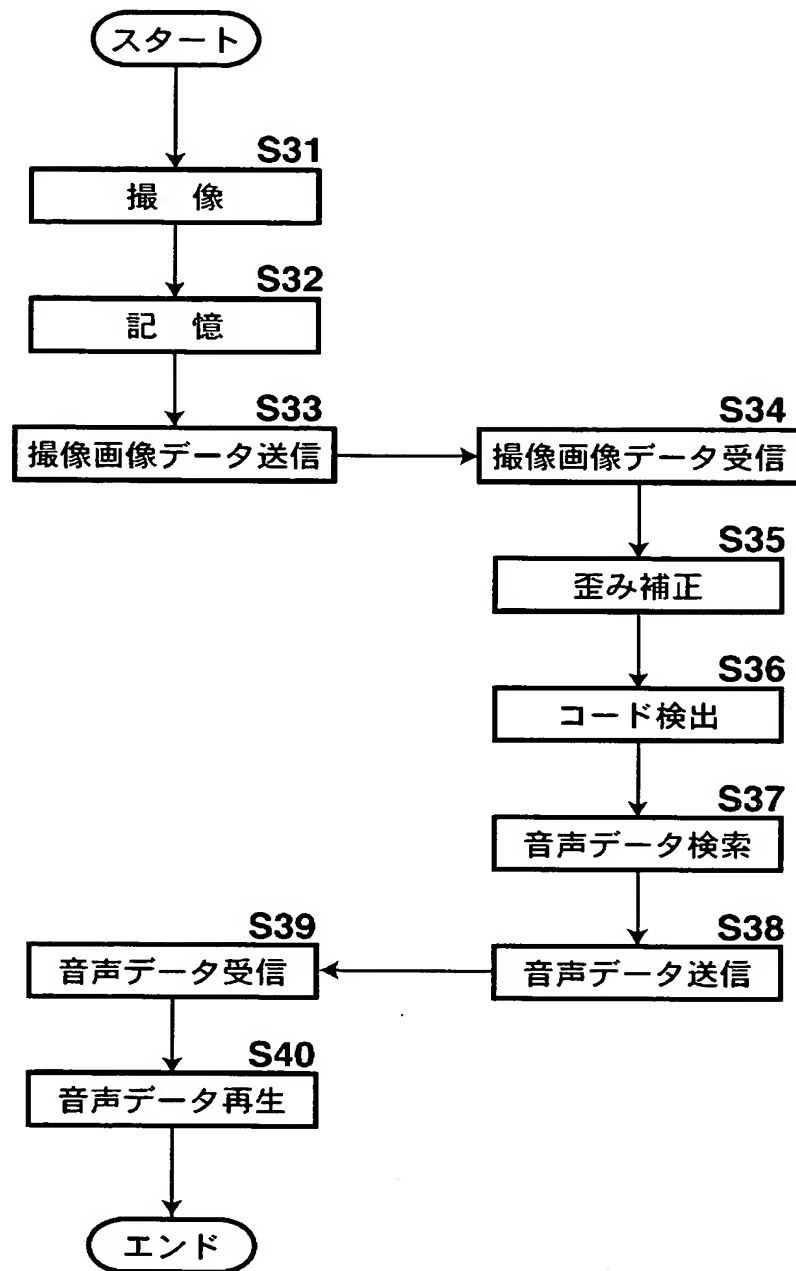 スタート
S31
撮 像
S32
記 憶
S33
撮像画像データ送信
S34
撮像画像データ受信
S35
歪み補正
S36
コード検出
S37
音声データ検索
S38
音声データ送信
S39
音声データ受信
S40
音声データ再生
エンド